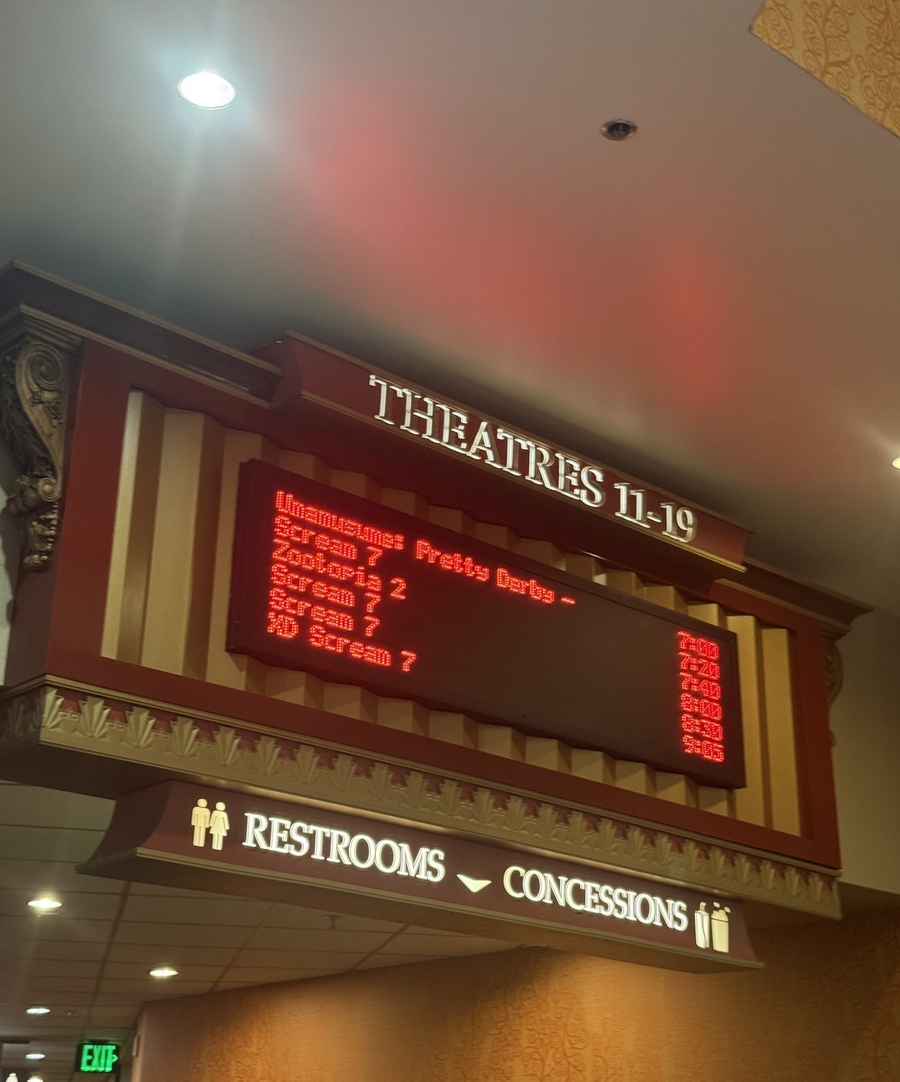 THEATRES 11-19
Umamusume: Pretty Derby - 7:00
Scream 7 7:20
Zootopia 2 7:40
Scream 7 8:00
Scream 7 8:30
XD Scream 7 9:05
RESTROOMS CONCESSIONS
EXIT